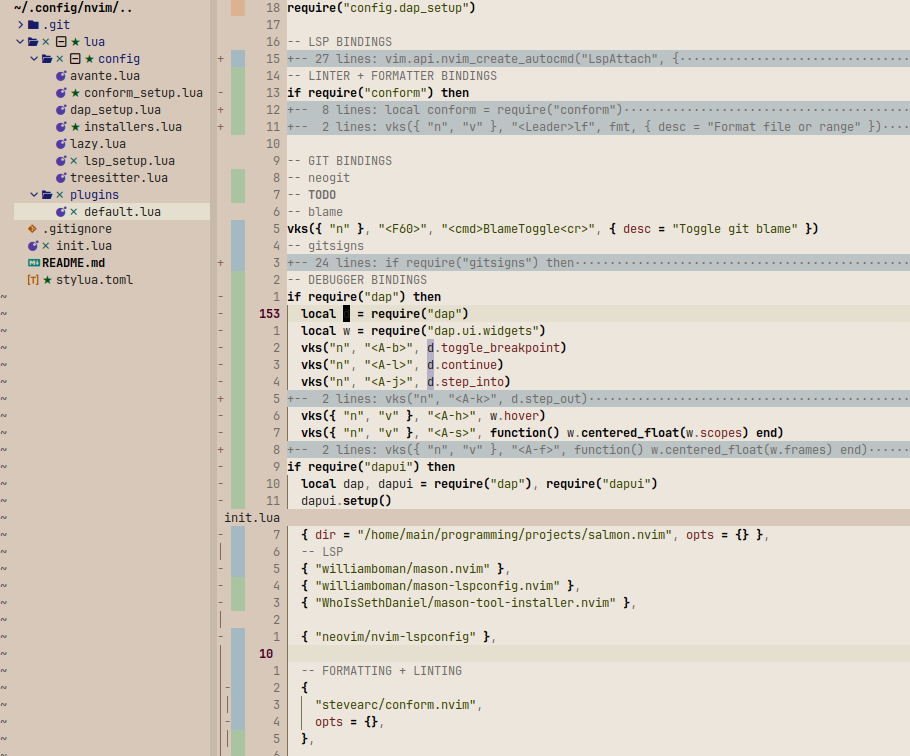 ~/.config/nvim/..
> .git
× ★ lua
× ★ config
avante.lua
★ conform_setup.lua
dap_setup.lua
★ installers.lua
lazy.lua
× lsp_setup.lua
treesitter.lua
× plugins
× default.lua
.gitignore
× init.lua
README.md
[T] ★ stylua.toml
18 require("config.dap_setup")
17
16 -- LSP BINDINGS
+ 15 +-- 27 lines: vim.api.nvim_create_autocmd("LspAttach", {
14 -- LINTER + FORMATTER BINDINGS
- 13 if require("conform") then
+ 12 +--  8 lines: local conform = require("conform")
+ 11 +--  2 lines: vks({ "n", "v" }, "<Leader>lf", fmt, { desc = "Format file or range" })
10
9 -- GIT BINDINGS
8 -- neogit
7 -- TODO
6 -- blame
5 vks({ "n" }, "<F60>", "<cmd>BlameToggle<cr>", { desc = "Toggle git blame" })
4 -- gitsigns
+ 3 +-- 24 lines: if require("gitsigns") then
2 -- DEBUGGER BINDINGS
- 1 if require("dap") then
- 153 local d = require("dap")
- 1 local w = require("dap.ui.widgets")
- 2 vks("n", "<A-b>", d.toggle_breakpoint)
- 3 vks("n", "<A-l>", d.continue)
- 4 vks("n", "<A-j>", d.step_into)
+ 5 +--  2 lines: vks("n", "<A-k>", d.step_out)
- 6 vks({ "n", "v" }, "<A-h>", w.hover)
- 7 vks({ "n", "v" }, "<A-s>", function() w.centered_float(w.scopes) end)
+ 8 +--  2 lines: vks({ "n", "v" }, "<A-f>", function() w.centered_float(w.frames) end)
- 9 if require("dapui") then
- 10 local dap, dapui = require("dap"), require("dapui")
- 11 dapui.setup()
init.lua
- 7 { dir = "/home/main/programming/projects/salmon.nvim", opts = {} },
6 -- LSP
- 5 { "williamboman/mason.nvim" },
- 4 { "williamboman/mason-lspconfig.nvim" },
- 3 { "WhoIsSethDaniel/mason-tool-installer.nvim" },
2
- 1 { "neovim/nvim-lspconfig" },
10
1 -- FORMATTING + LINTING
- 2 {
3 "stevearc/conform.nvim",
- 4 opts = {},
5 },